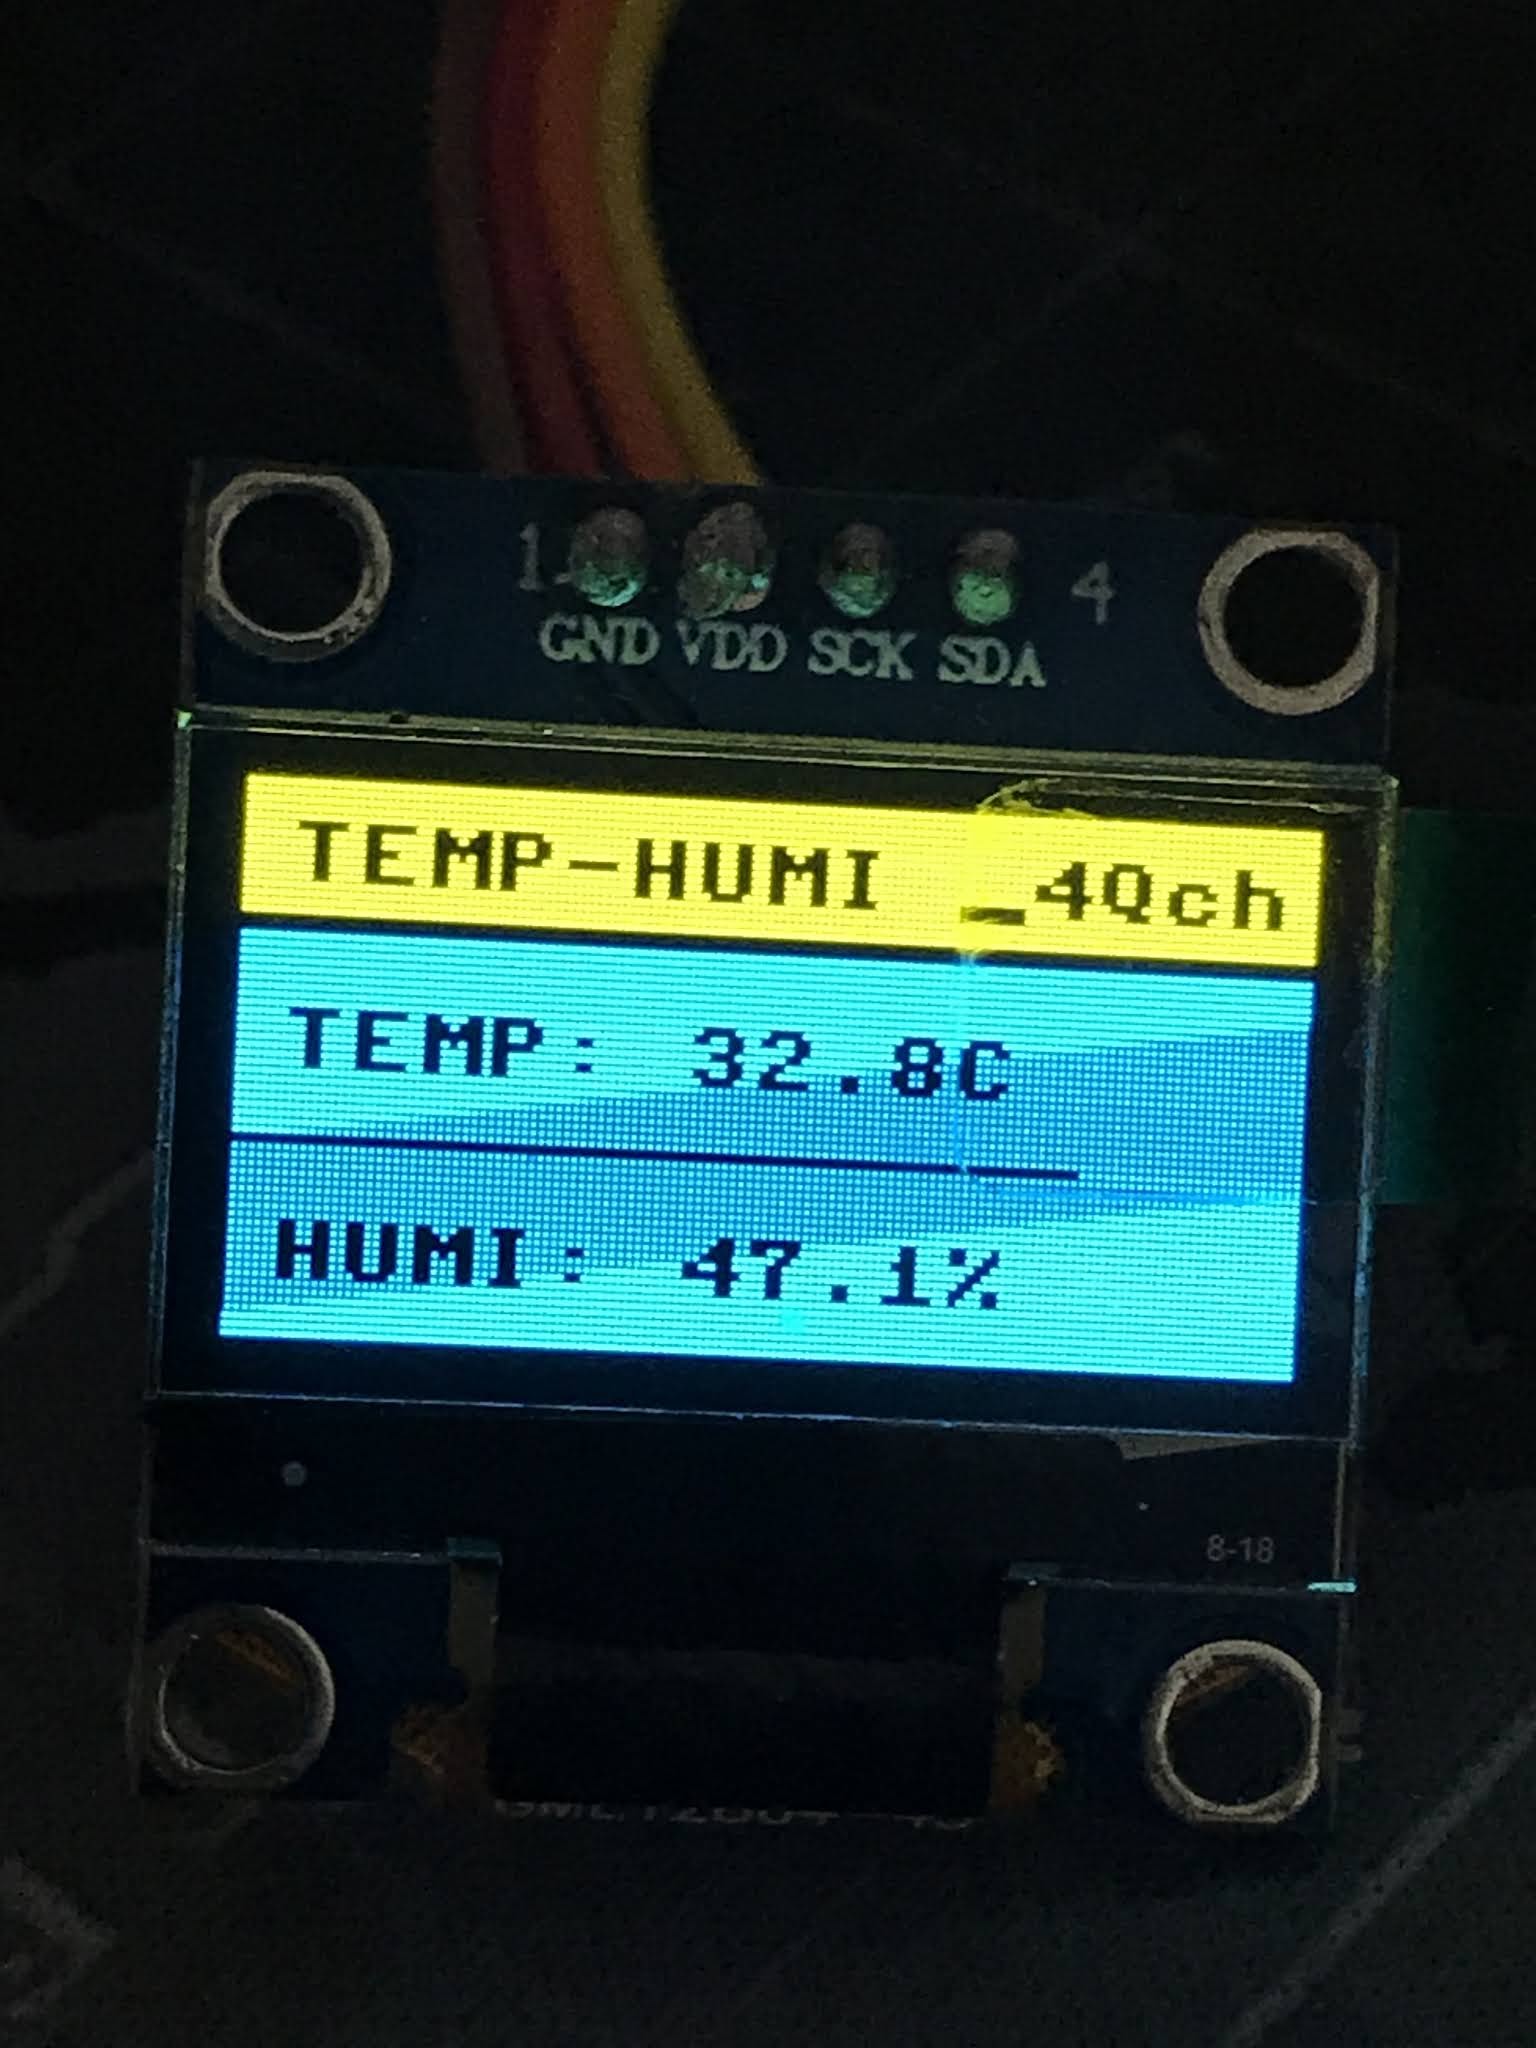 1 4
GND VDD SCK SDA
TEMP-HUMI _4Qch
TEMP: 32.8C
HUMI: 47.1%
8-18